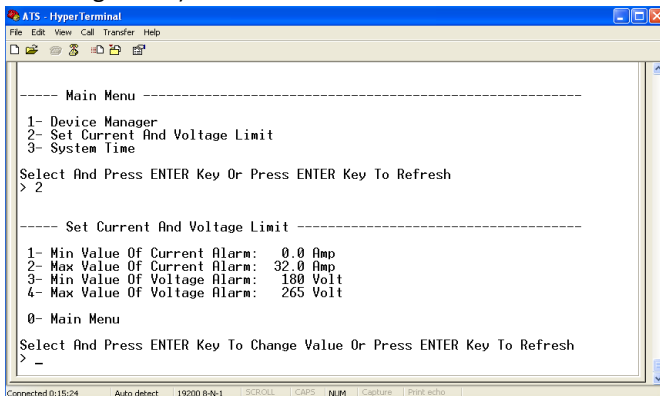 ATS - HyperTerminal
File Edit View Call Transfer Help
----- Main Menu ---------------------------------------------------------
1- Device Manager
2- Set Current And Voltage Limit
3- System Time
Select And Press ENTER Key Or Press ENTER Key To Refresh
> 2
----- Set Current And Voltage Limit -------------------------------------
1- Min Value Of Current Alarm: 0.0 Amp
2- Max Value Of Current Alarm: 32.0 Amp
3- Min Value Of Voltage Alarm: 180 Volt
4- Max Value Of Voltage Alarm: 265 Volt
0- Main Menu
Select And Press ENTER Key To Change Value Or Press ENTER Key To Refresh
> _
Connected 0:15:24 Auto detect 19200 8-N-1 SCROLL CAPS NUM Capture Print echo